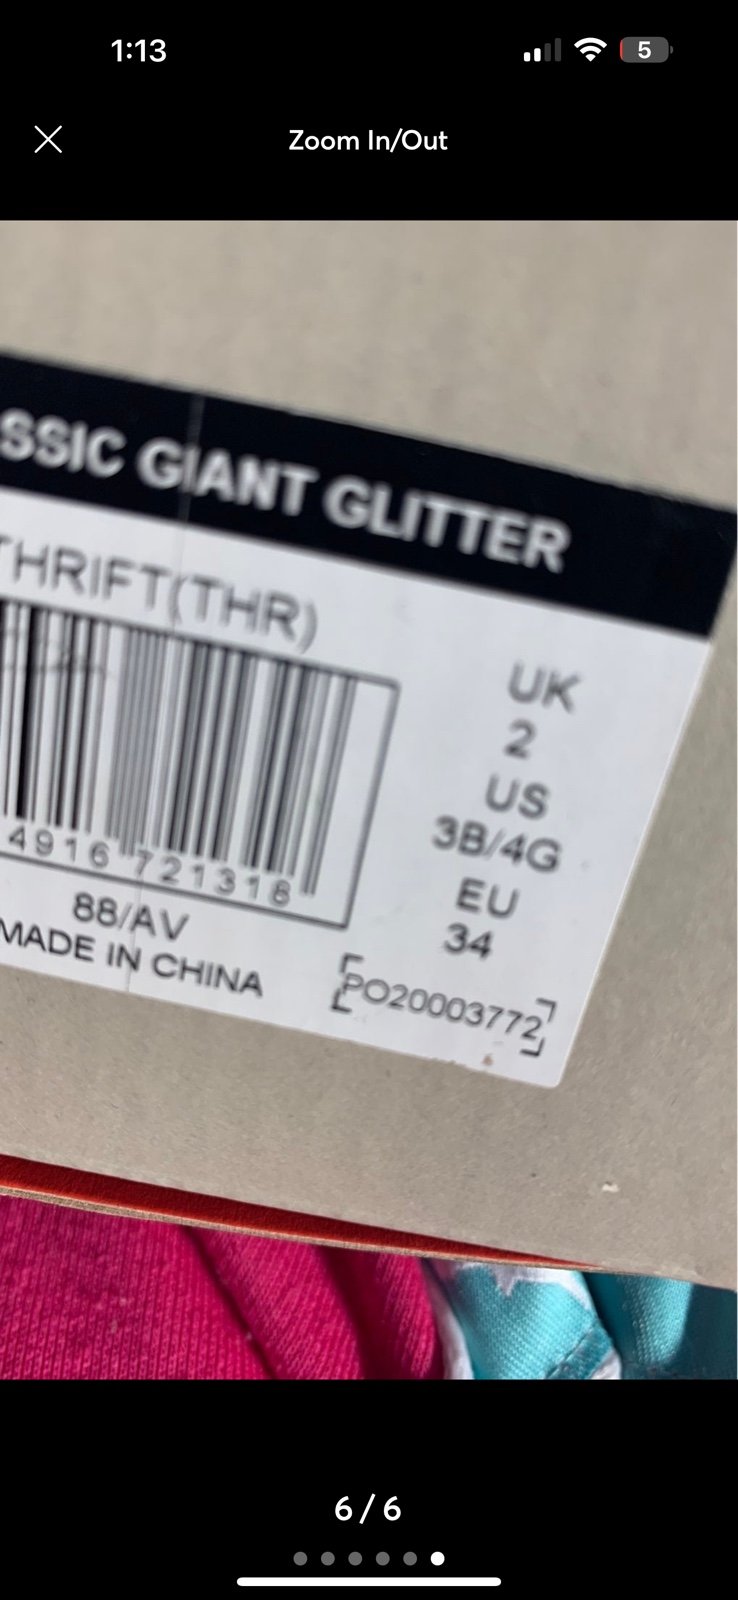 1:13
5
Zoom In/Out
SSIC GIANT GLITTER
THRIFT(THR)
UK
2
US
3B/4G
EU
34
4916 721318
88/AV
MADE IN CHINA
PO20003772
6/6